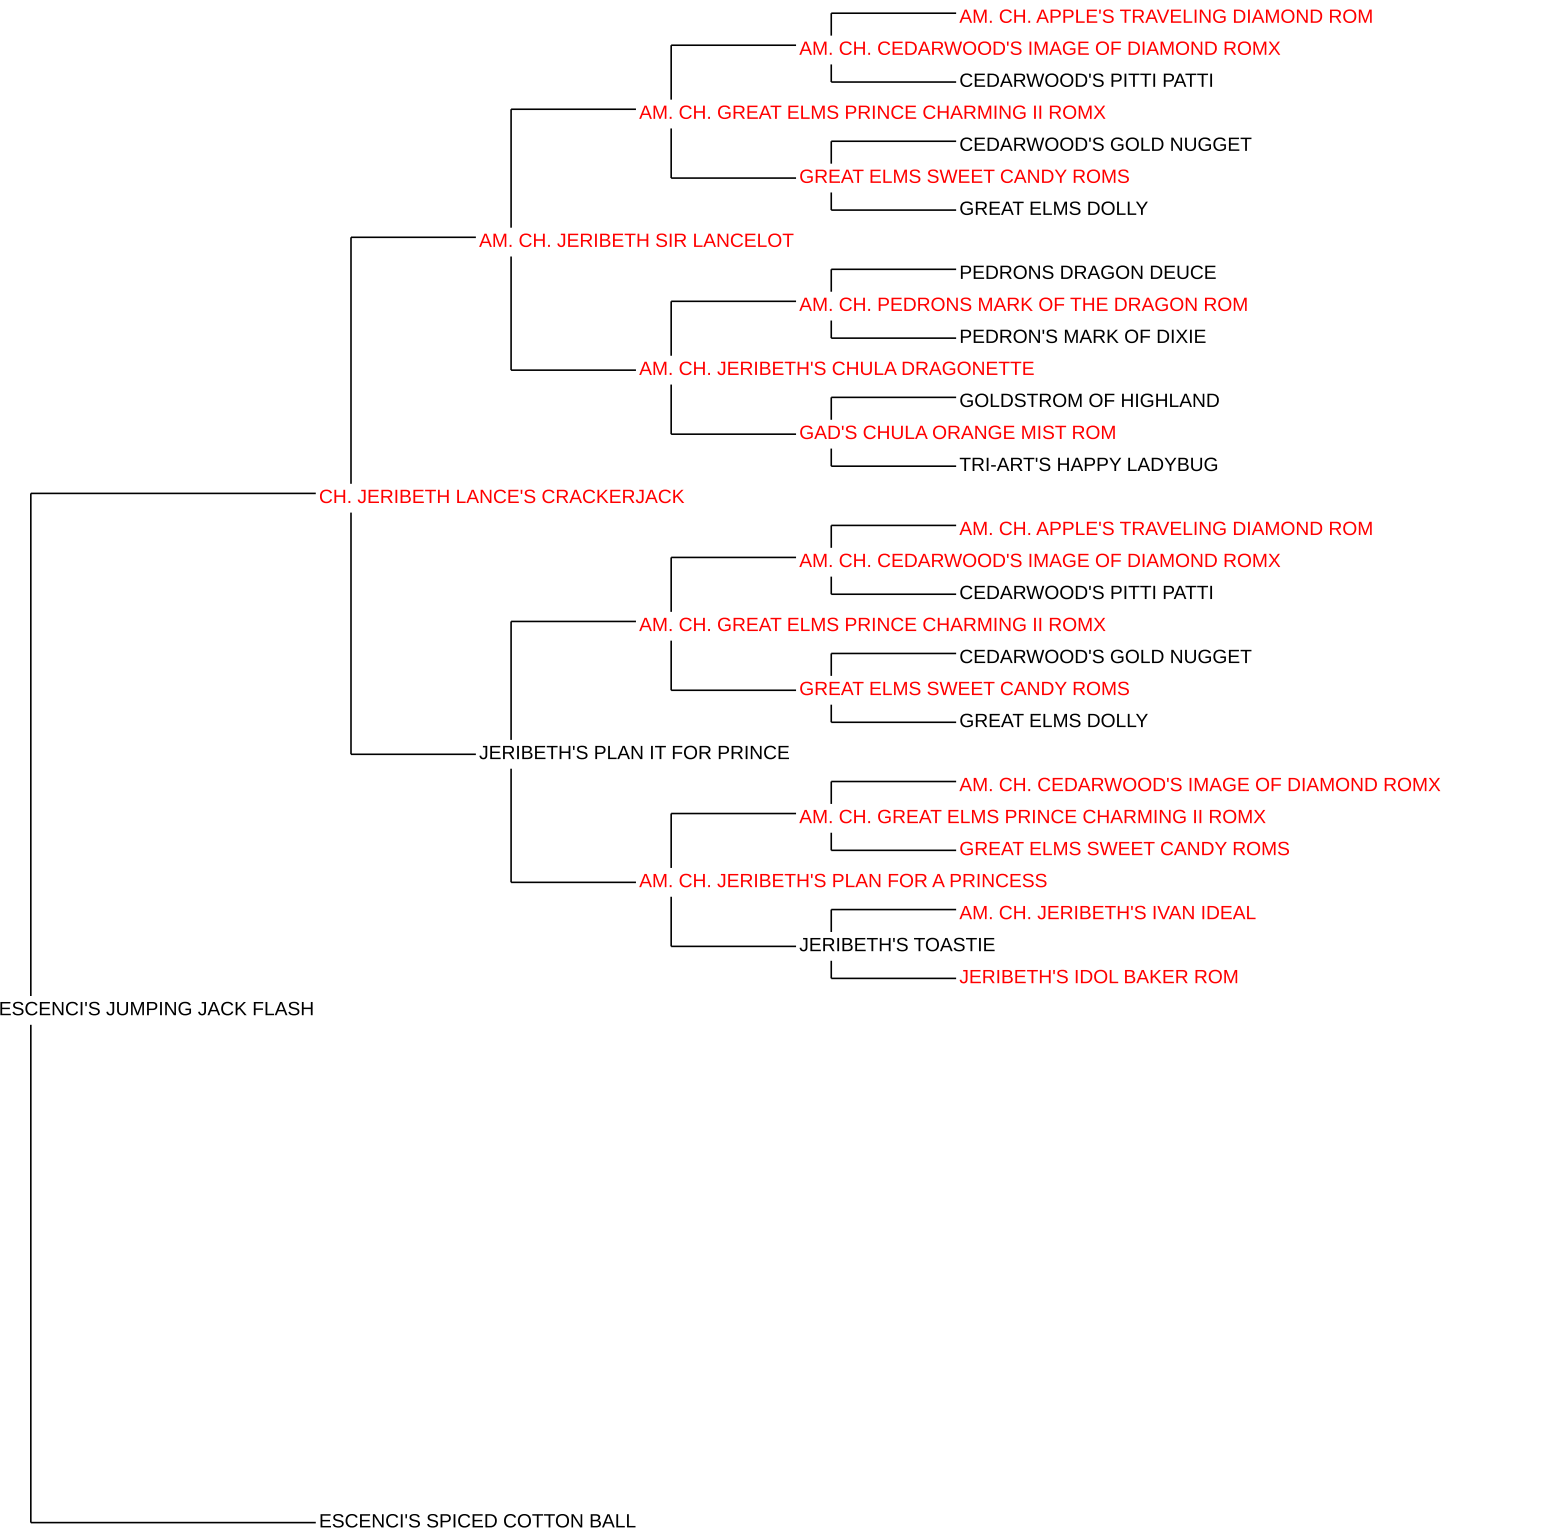 AM. CH. APPLE'S TRAVELING DIAMOND ROM
AM. CH. CEDARWOOD'S IMAGE OF DIAMOND ROMX
CEDARWOOD'S PITTI PATTI
AM. CH. GREAT ELMS PRINCE CHARMING II ROMX
CEDARWOOD'S GOLD NUGGET
GREAT ELMS SWEET CANDY ROMS
GREAT ELMS DOLLY
AM. CH. JERIBETH SIR LANCELOT
PEDRONS DRAGON DEUCE
AM. CH. PEDRONS MARK OF THE DRAGON ROM
PEDRON'S MARK OF DIXIE
AM. CH. JERIBETH'S CHULA DRAGONETTE
GOLDSTROM OF HIGHLAND
GAD'S CHULA ORANGE MIST ROM
TRI-ART'S HAPPY LADYBUG
CH. JERIBETH LANCE'S CRACKERJACK
AM. CH. APPLE'S TRAVELING DIAMOND ROM
AM. CH. CEDARWOOD'S IMAGE OF DIAMOND ROMX
CEDARWOOD'S PITTI PATTI
AM. CH. GREAT ELMS PRINCE CHARMING II ROMX
CEDARWOOD'S GOLD NUGGET
GREAT ELMS SWEET CANDY ROMS
GREAT ELMS DOLLY
JERIBETH'S PLAN IT FOR PRINCE
AM. CH. CEDARWOOD'S IMAGE OF DIAMOND ROMX
AM. CH. GREAT ELMS PRINCE CHARMING II ROMX
GREAT ELMS SWEET CANDY ROMS
AM. CH. JERIBETH'S PLAN FOR A PRINCESS
AM. CH. JERIBETH'S IVAN IDEAL
JERIBETH'S TOASTIE
JERIBETH'S IDOL BAKER ROM
ESCENCI'S JUMPING JACK FLASH
ESCENCI'S SPICED COTTON BALL